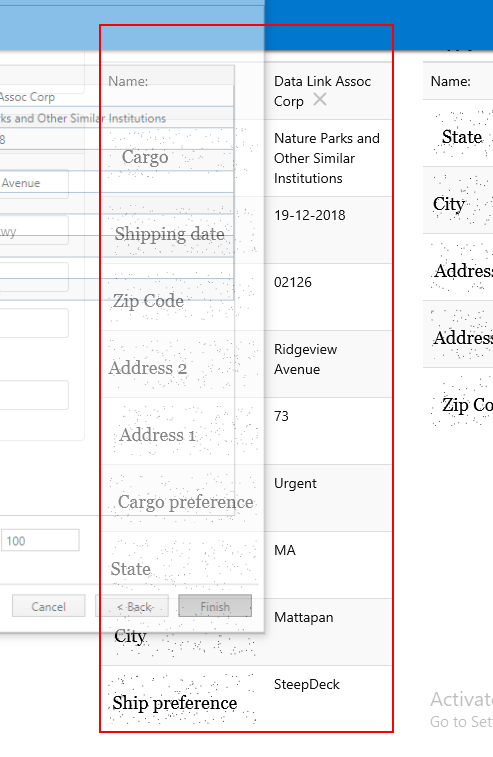 Name:
Data Link Assoc
Corp
Assoc Corp
Name:
Nature Parks and
Other Similar
Institutions
ks and Other Similar Institutions
8
Cargo
State
Avenue
19-12-2018
Shipping date
City
wy
02126
Zip Code
Address
Ridgeview
Avenue
Address 2
Address
73
Address 1
Zip Co
Urgent
Cargo preference
100
MA
State
Cancel
< Back
Finish
Mattapan
City
SteepDeck
Ship preference
Activate
Go to Set